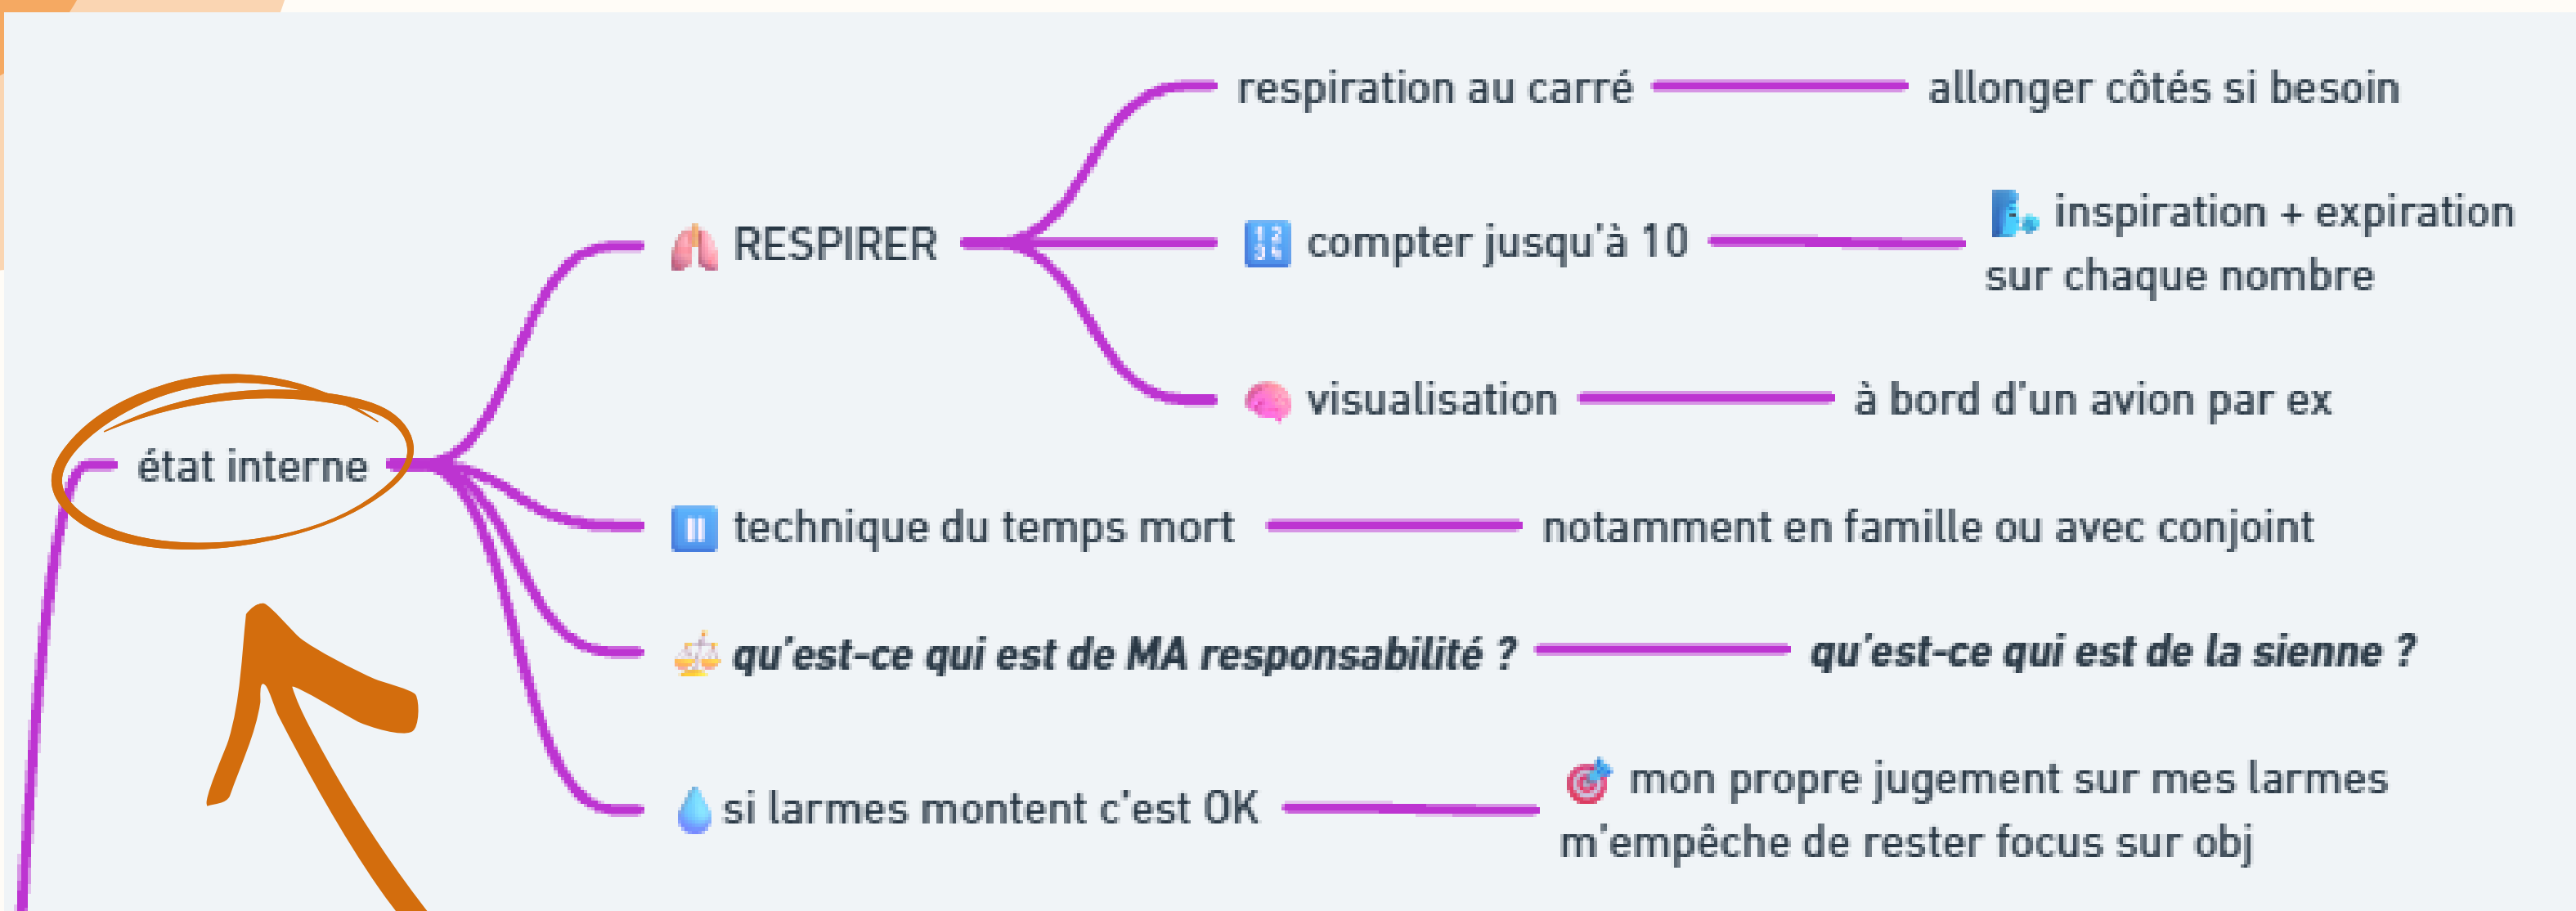 respiration au carré
allonger côtés si besoin
RESPIRER
compter jusqu'à 10
inspiration + expiration
sur chaque nombre
visualisation
à bord d'un avion par ex
état interne
technique du temps mort
notamment en famille ou avec conjoint
qu'est-ce qui est de MA responsabilité ?
qu'est-ce qui est de la sienne ?
si larmes montent c'est OK
mon propre jugement sur mes larmes
m'empêche de rester focus sur obj